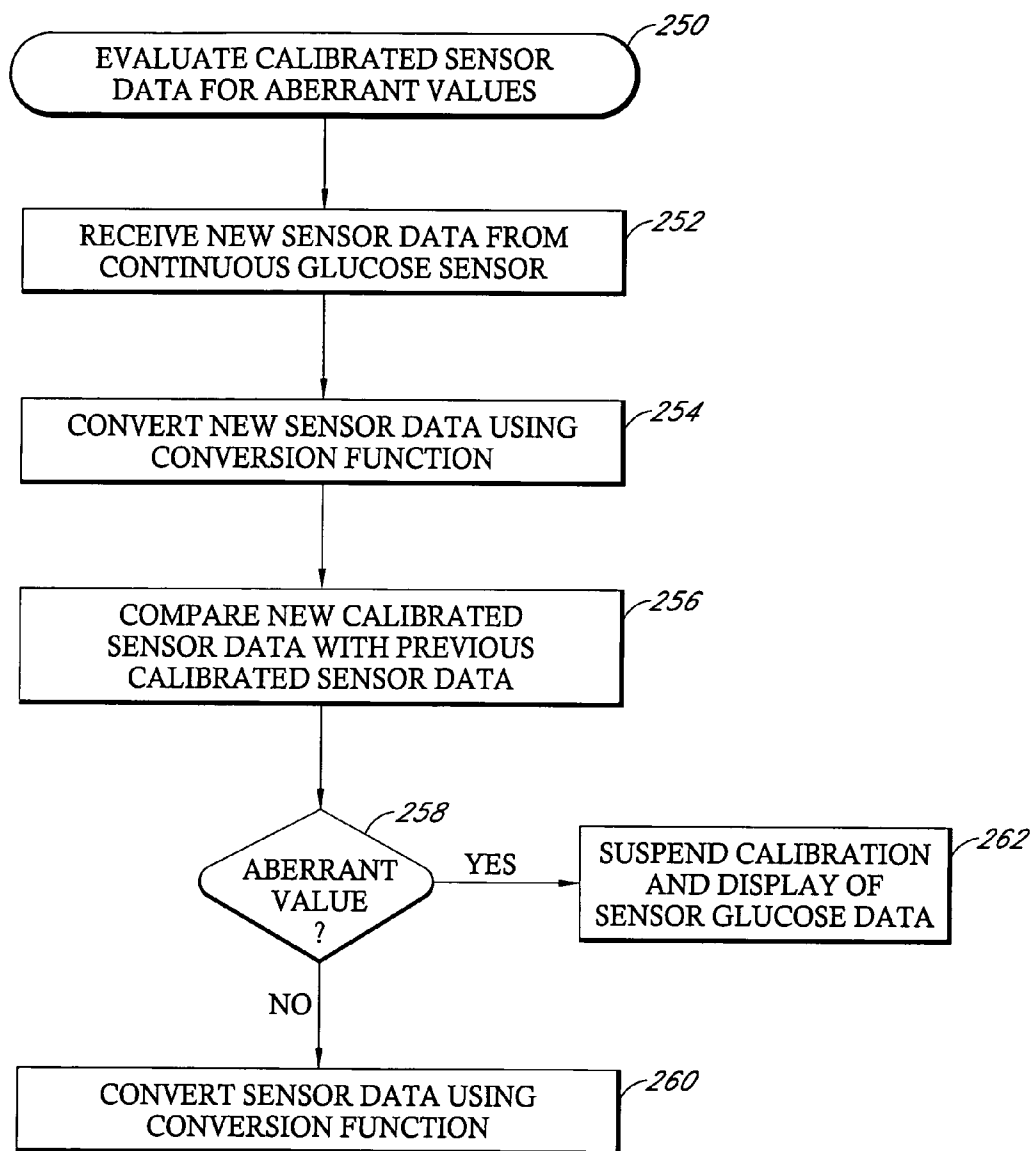 250
EVALUATE CALIBRATED SENSOR
DATA FOR ABERRANT VALUES
252
RECEIVE NEW SENSOR DATA FROM
CONTINUOUS GLUCOSE SENSOR
254
CONVERT NEW SENSOR DATA USING
CONVERSION FUNCTION
256
COMPARE NEW CALIBRATED
SENSOR DATA WITH PREVIOUS
CALIBRATED SENSOR DATA
258
ABERRANT
VALUE
?
YES
262
SUSPEND CALIBRATION
AND DISPLAY OF
SENSOR GLUCOSE DATA
NO
260
CONVERT SENSOR DATA USING
CONVERSION FUNCTION